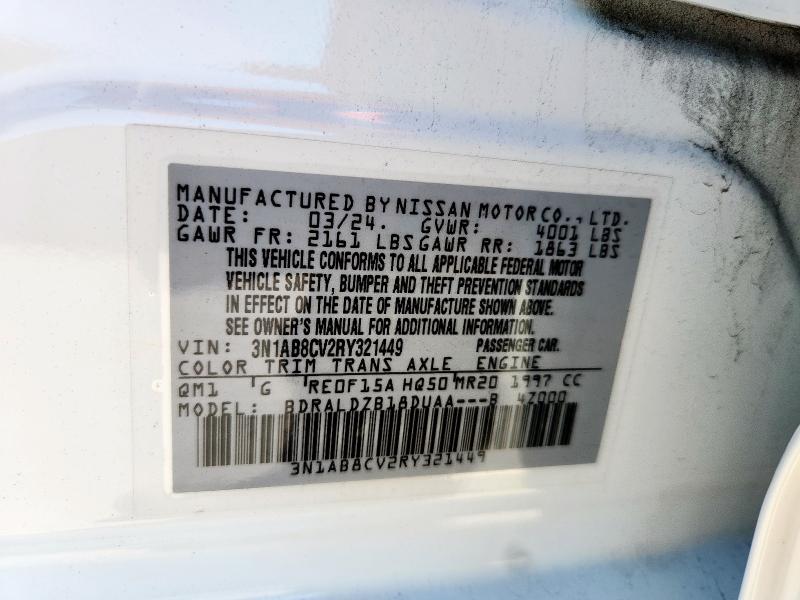 MANUFACTURED BY NISSAN MOTOR CO., LTD.
DATE: 03/24. GVWR: 4001 LBS
GAWR FR: 2161 LBS GAWR RR: 1863 LBS
THIS VEHICLE CONFORMS TO ALL APPLICABLE FEDERAL MOTOR
VEHICLE SAFETY, BUMPER AND THEFT PREVENTION STANDARDS
IN EFFECT ON THE DATE OF MANUFACTURE SHOWN ABOVE.
SEE OWNER'S MANUAL FOR ADDITIONAL INFORMATION.
VIN: 3N1AB8CV2RY321449 PASSENGER CAR.
COLOR TRIM TRANS AXLE ENGINE
QM1 G RE0F15A HQ50 MR20 1997 CC
MODEL: BDRALDZB18DUAA---B 4Z000
3N1AB8CV2RY321449